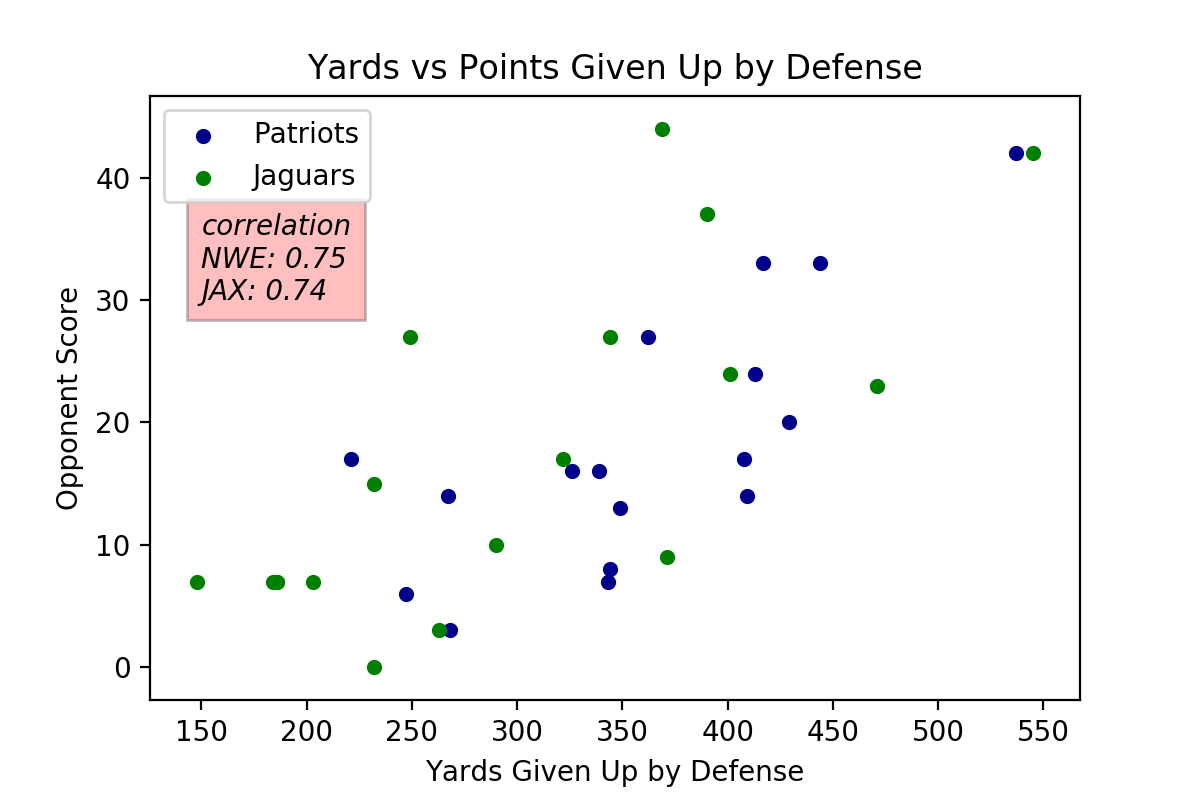 Yards vs Points Given Up by Defense
Patriots
Jaguars
correlation
NWE: 0.75
JAX: 0.74
Opponent Score
40
30
20
10
0
150 200 250 300 350 400 450 500 550
Yards Given Up by Defense